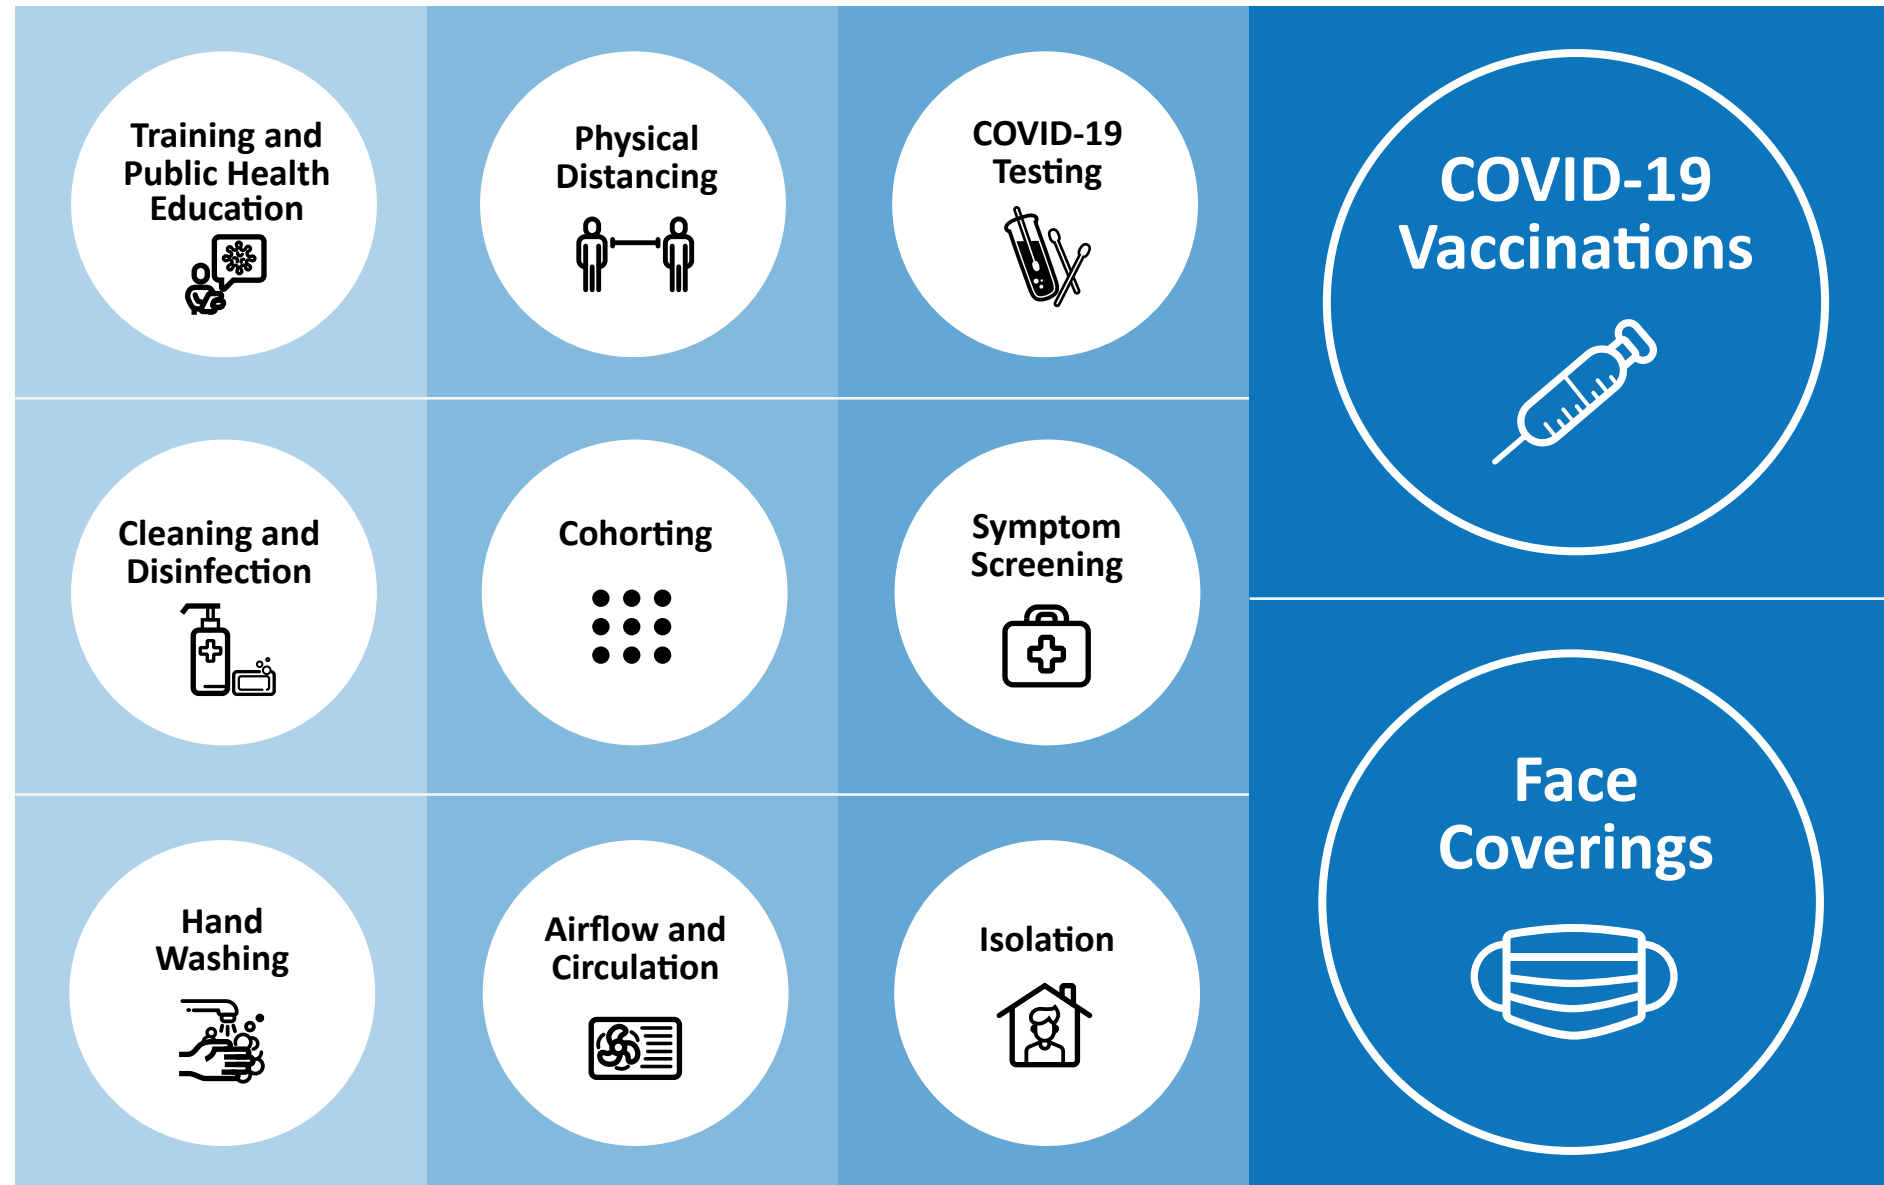 Training and
Public Health
Education
Physical
Distancing
COVID-19
Testing
COVID-19
Vaccinations
Cleaning and
Disinfection
Cohorting
Symptom
Screening
Face
Coverings
Hand
Washing
Airflow and
Circulation
Isolation